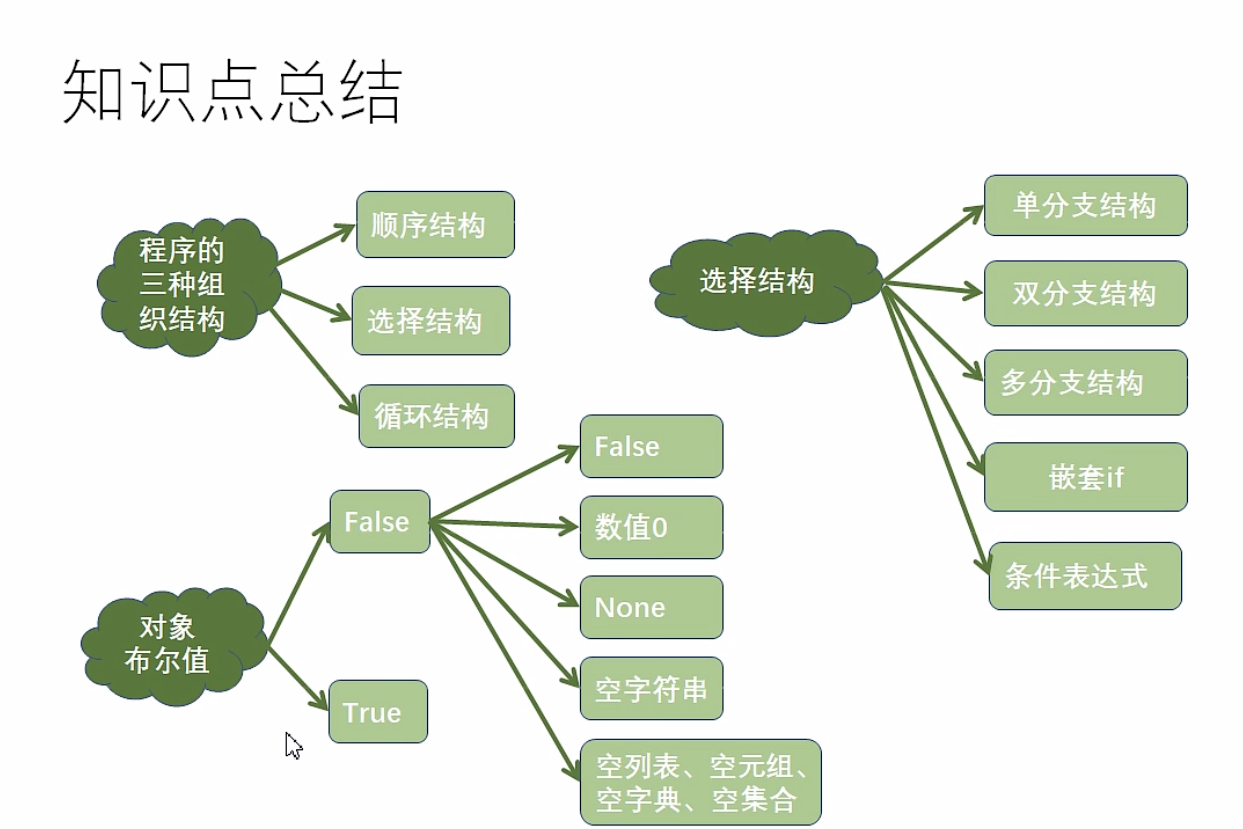 知识点总结
程序的
三种组
织结构
顺序结构
选择结构
循环结构
选择结构
单分支结构
双分支结构
多分支结构
嵌套if
条件表达式
对象
布尔值
False
True
False
数值0
None
空字符串
空列表、空元组、
空字典、空集合